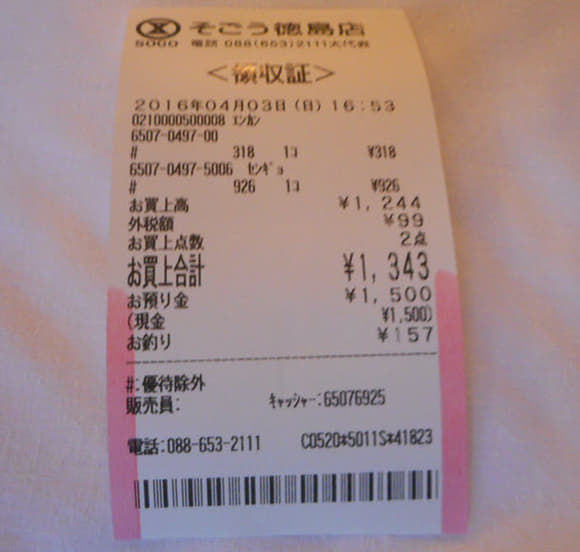 そごう徳島店
SOGO 電話 088(653)2111大代表
<領収証>
2016年04月03日(日)16:53
0210000500008 ｴﾝｶﾝ
6507-0497-00
# 318 1ｺ ¥318
6507-0497-5006 ｾﾝｷﾞｮ
# 926 1ｺ ¥926
お買上高 ¥1,244
外税額 ¥99
お買上点数 2点
お買上合計 ¥1,343
お預り金 ¥1,500
(現金 ¥1,500)
お釣り ¥157
#:優待除外
販売員: ｷｬｯｼｬｰ:65076925
電話:088-653-2111 C0520*5011S*41823